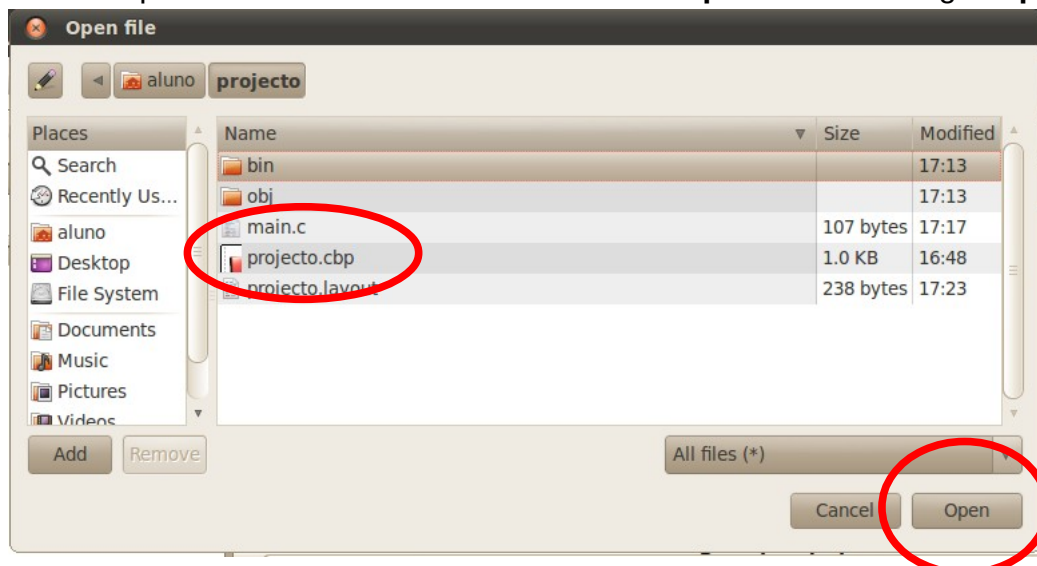 Open file
aluno projecto
Places Name Size Modified
Search bin 17:13
Recently Us... obj 17:13
aluno main.c 107 bytes 17:17
Desktop projecto.cbp 1.0 KB 16:48
File System projecto.layout 238 bytes 17:23
Documents
Music
Pictures
Videos
Add Remove All files (*)
Cancel Open